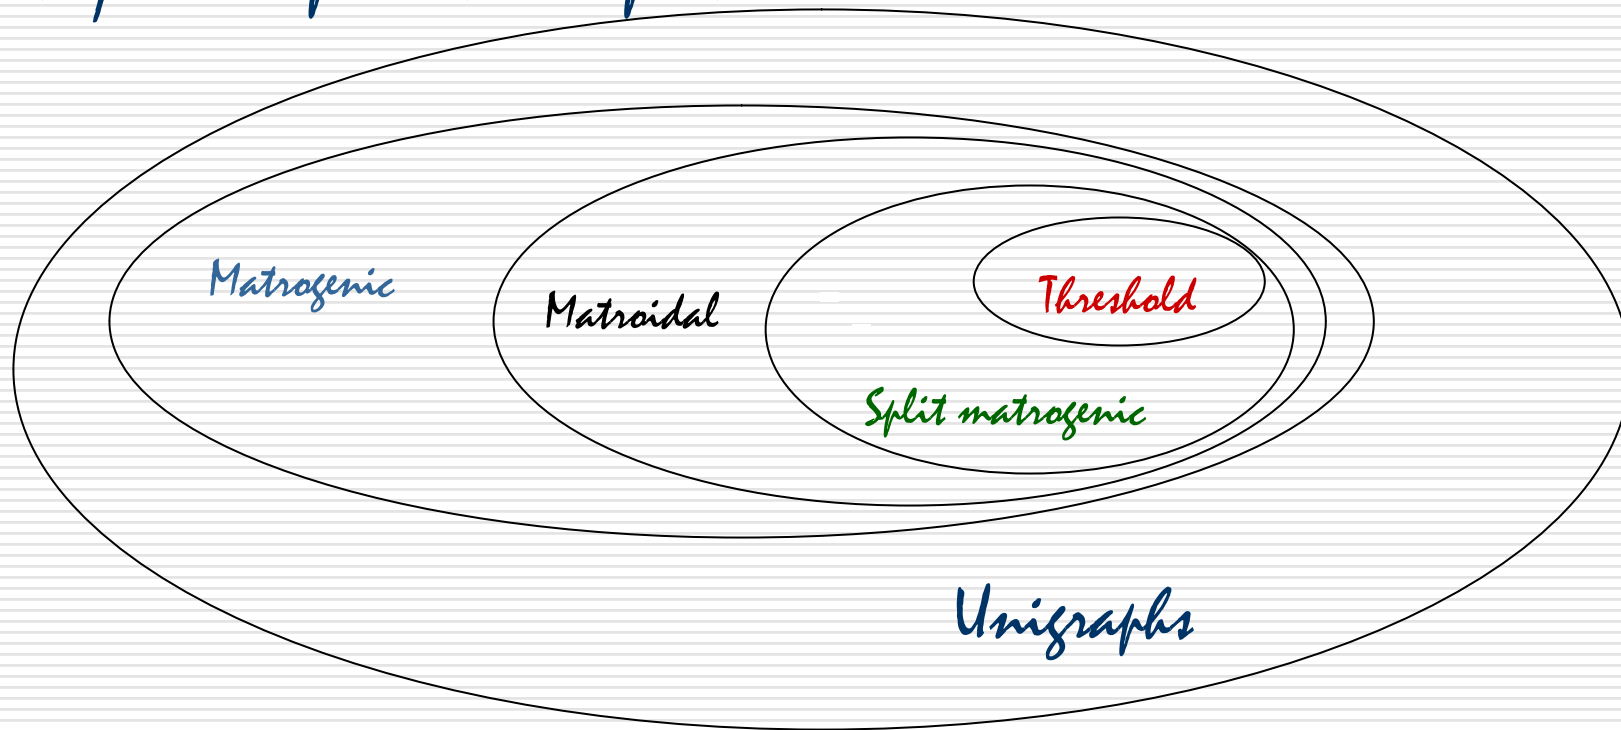 Matrogenic
Matroidal
Threshold
Split matrogenic
Unigraphs